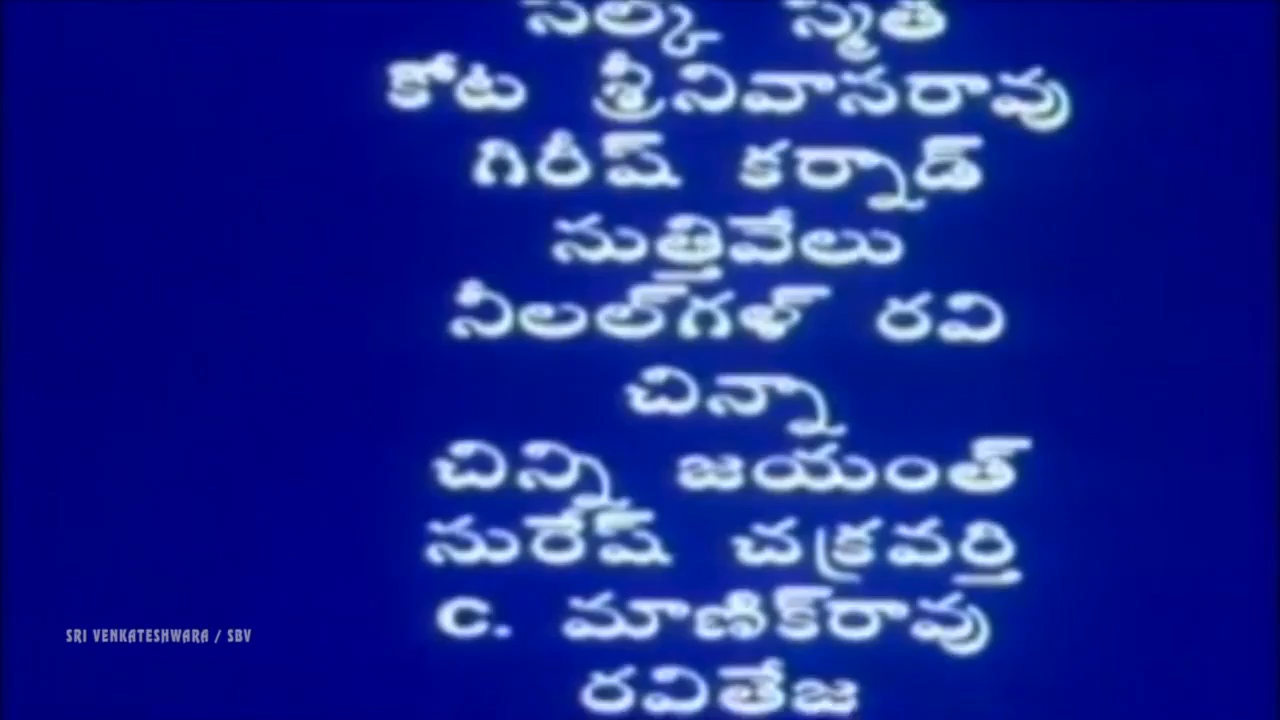 సిల్క్ స్మిత
కోట శ్రీనివాసరావు
గిరీష్ కర్నాడ్
సుత్తివేలు
నీలల్‌గళ్ రవి
చిన్నా
చిన్ని జయంత్
సురేష్ చక్రవర్తి
C. మాణిక్‌రావు
రవితేజ
SRI VENKATESHWARA / SBV